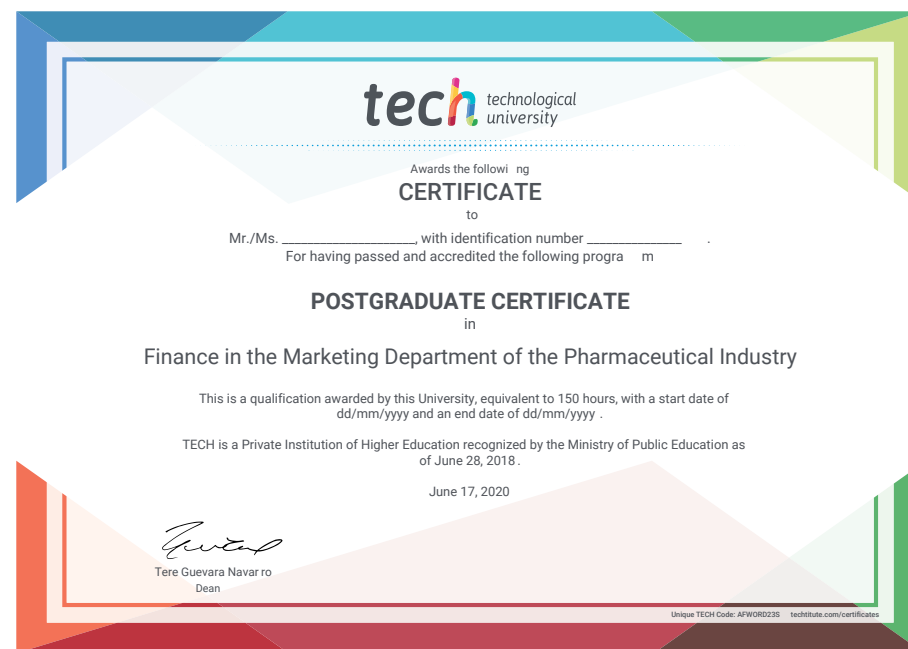 tech technological
university
Awards the followi ng
CERTIFICATE
to
Mr./Ms. _____________________, with identification number _______________ .
For having passed and accredited the following progra m
POSTGRADUATE CERTIFICATE
in
Finance in the Marketing Department of the Pharmaceutical Industry
This is a qualification awarded by this University, equivalent to 150 hours, with a start date of
dd/mm/yyyy and an end date of dd/mm/yyyy .
TECH is a Private Institution of Higher Education recognized by the Ministry of Public Education as
of June 28, 2018 .
June 17, 2020
Tere Guevara Navar ro
Dean
Unique TECH Code: AFWORD23S techtitute.com/certificates